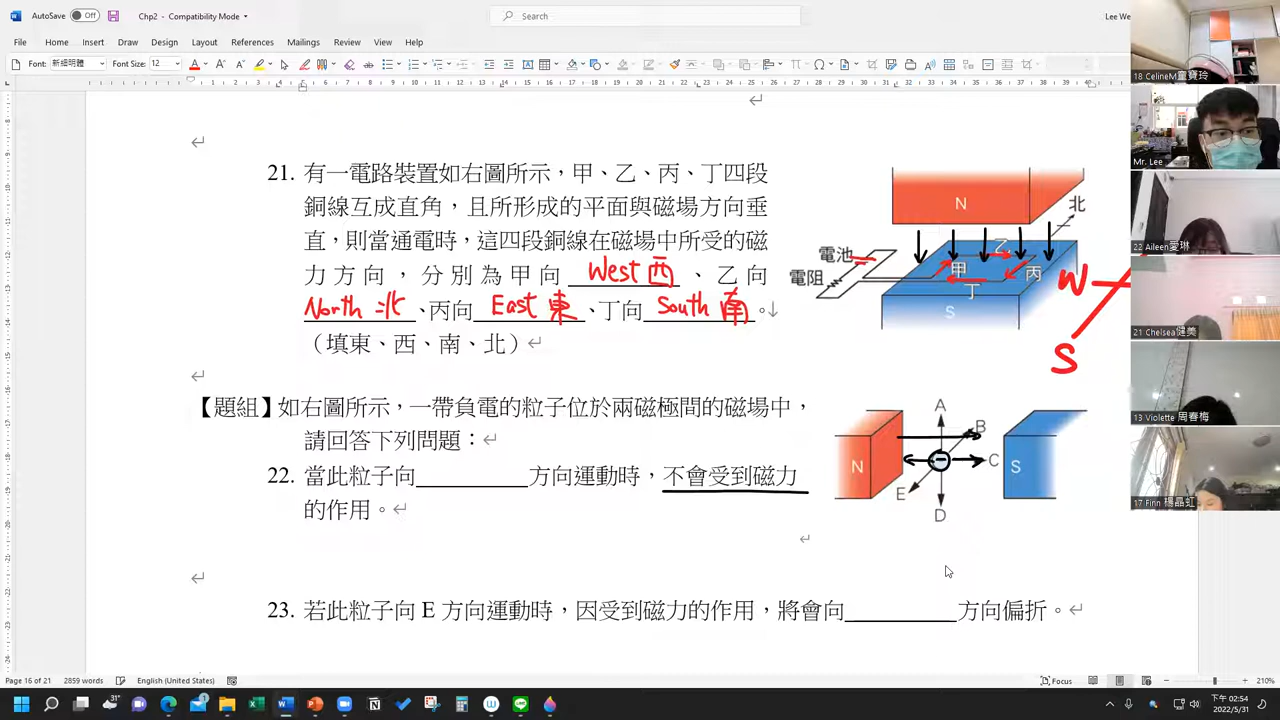 AutoSave Off Chp2 - Compatibility Mode Search Lee We
File Home Insert Draw Design Layout References Mailings Review View Help
Font: 新細明體 Font Size: 12
21. 有一電路裝置如右圖所示，甲、乙、丙、丁四段
銅線互成直角，且所形成的平面與磁場方向垂
直，則當通電時，這四段銅線在磁場中所受的磁
力方向，分別為甲向 West 西 、乙向
North 北 、丙向 East 東 、丁向 South 南 。
（填東、西、南、北）
N
北
電池
電阻
甲
乙
丙
丁
S
W
S
【題組】如右圖所示，一帶負電的粒子位於兩磁極間的磁場中，
請回答下列問題：
22. 當此粒子向 方向運動時，不會受到磁力
的作用。
A
B
N
C
S
E
D
23. 若此粒子向 E 方向運動時，因受到磁力的作用，將會向 方向偏折。
18 CelineM童寶玲
Mr. Lee
22 Aileen愛琳
21 Chelsea健美
13 Violette 周春梅
17 Finn 楊晶虹
Page 16 of 21 2859 words English (United States) Focus 210%
31°
下午 02:54
2022/5/31